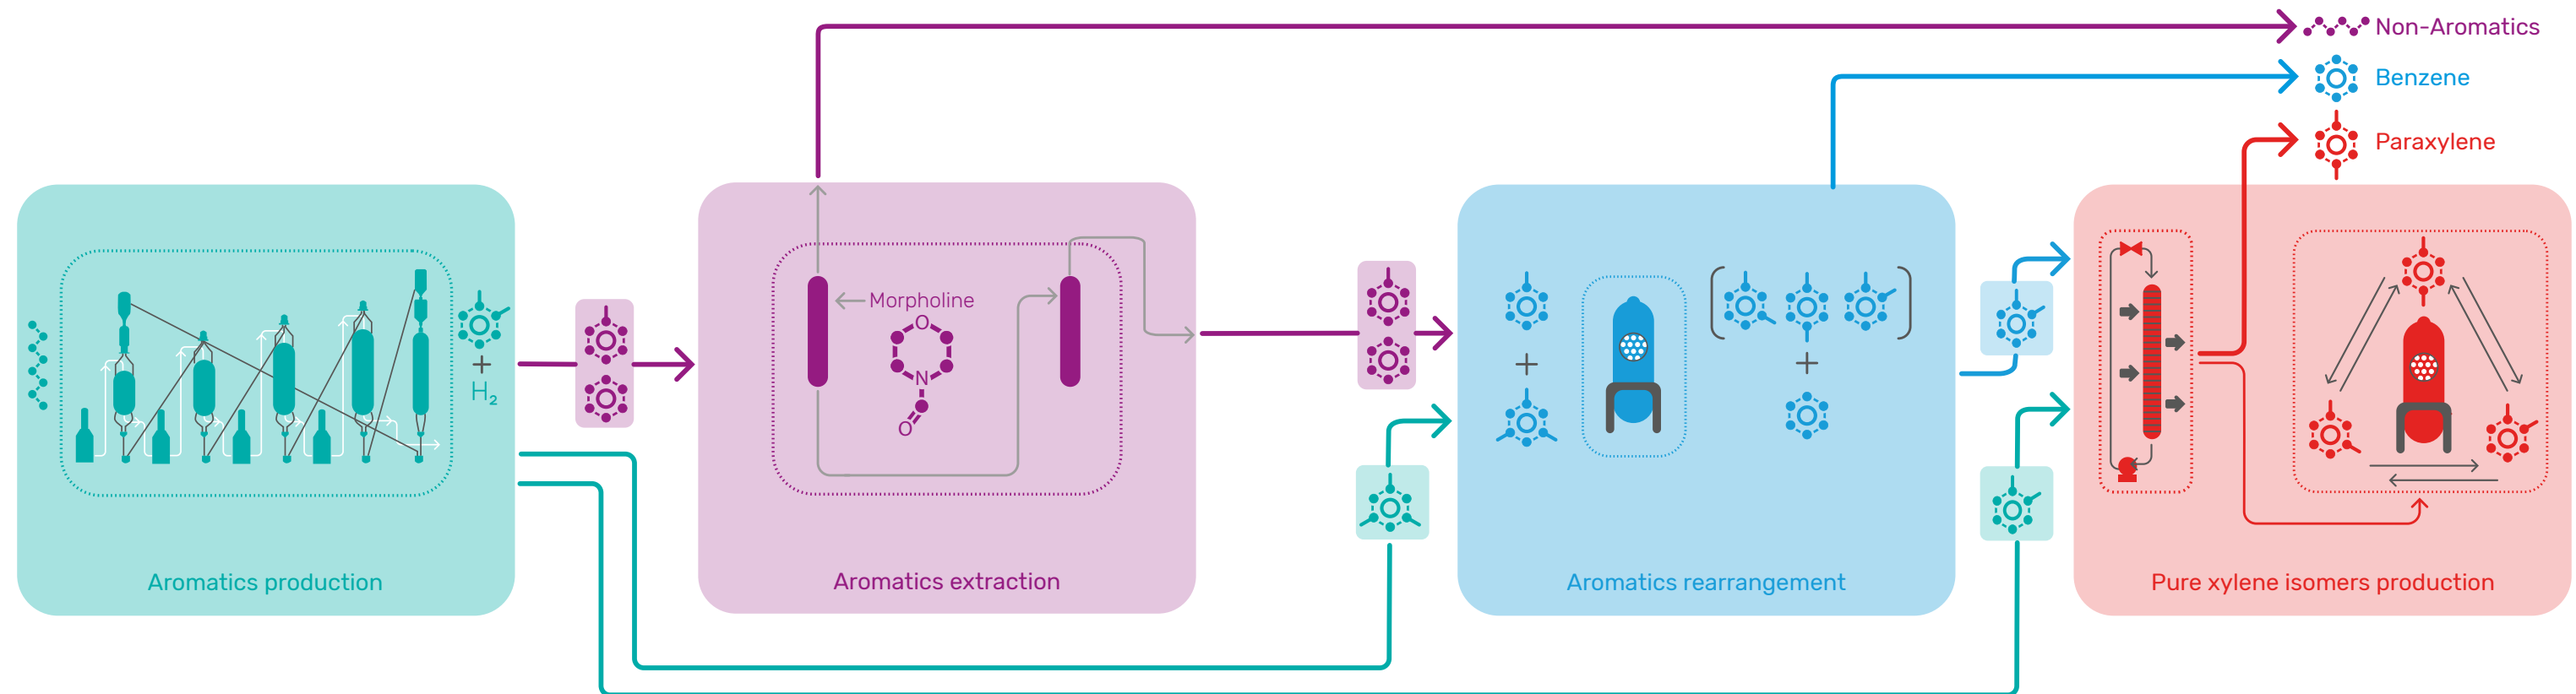 Non-Aromatics
Benzene
Paraxylene
+
H₂
Aromatics production
Morpholine
O
N
O
Aromatics extraction
+
+
Aromatics rearrangement
Pure xylene isomers production